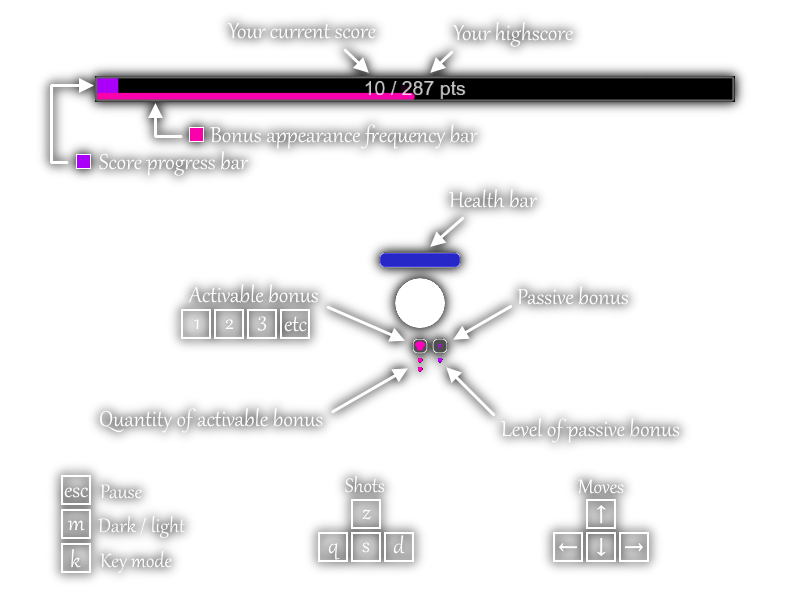 Your current score
Your highscore
10 / 287 pts
Bonus appearance frequency bar
Score progress bar
Health bar
Activable bonus
1 2 3 etc
Passive bonus
Quantity of activable bonus
Level of passive bonus
esc Pause
m Dark / light
k Key mode
Shots
z
q s d
Moves
↑
← ↓ →